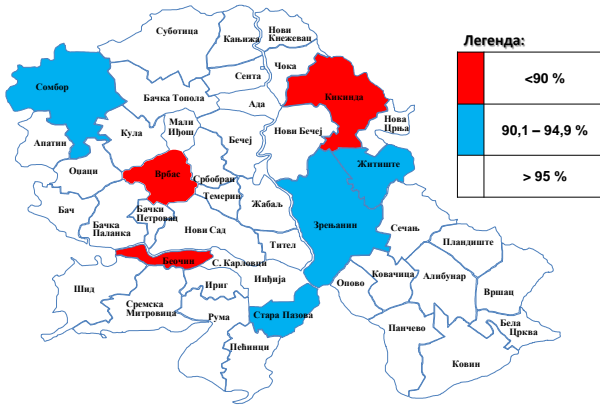 Легенда:
<90 %
90,1 – 94,9 %
> 95 %
Суботица
Кањижа
Нови
Кнежевац
Сомбор
Сента
Чока
Кикинда
Бачка Топола
Ада
Апатин
Кула
Мали
Иђош
Бечеј
Нови Бечеј
Нова
Црња
Оџаци
Врбас
Србобран
Житиште
Темерин
Жабаљ
Бач
Бачка
Паланка
Бачки
Петровац
Нови Сад
Зрењанин
Сечањ
Тител
Пландиште
Беочин
С. Карловци
Шид
Ириг
Инђија
Опово
Ковачица
Алибунар
Вршац
Сремска
Митровица
Рума
Стара Пазова
Панчево
Бела
Црква
Пећинци
Ковин